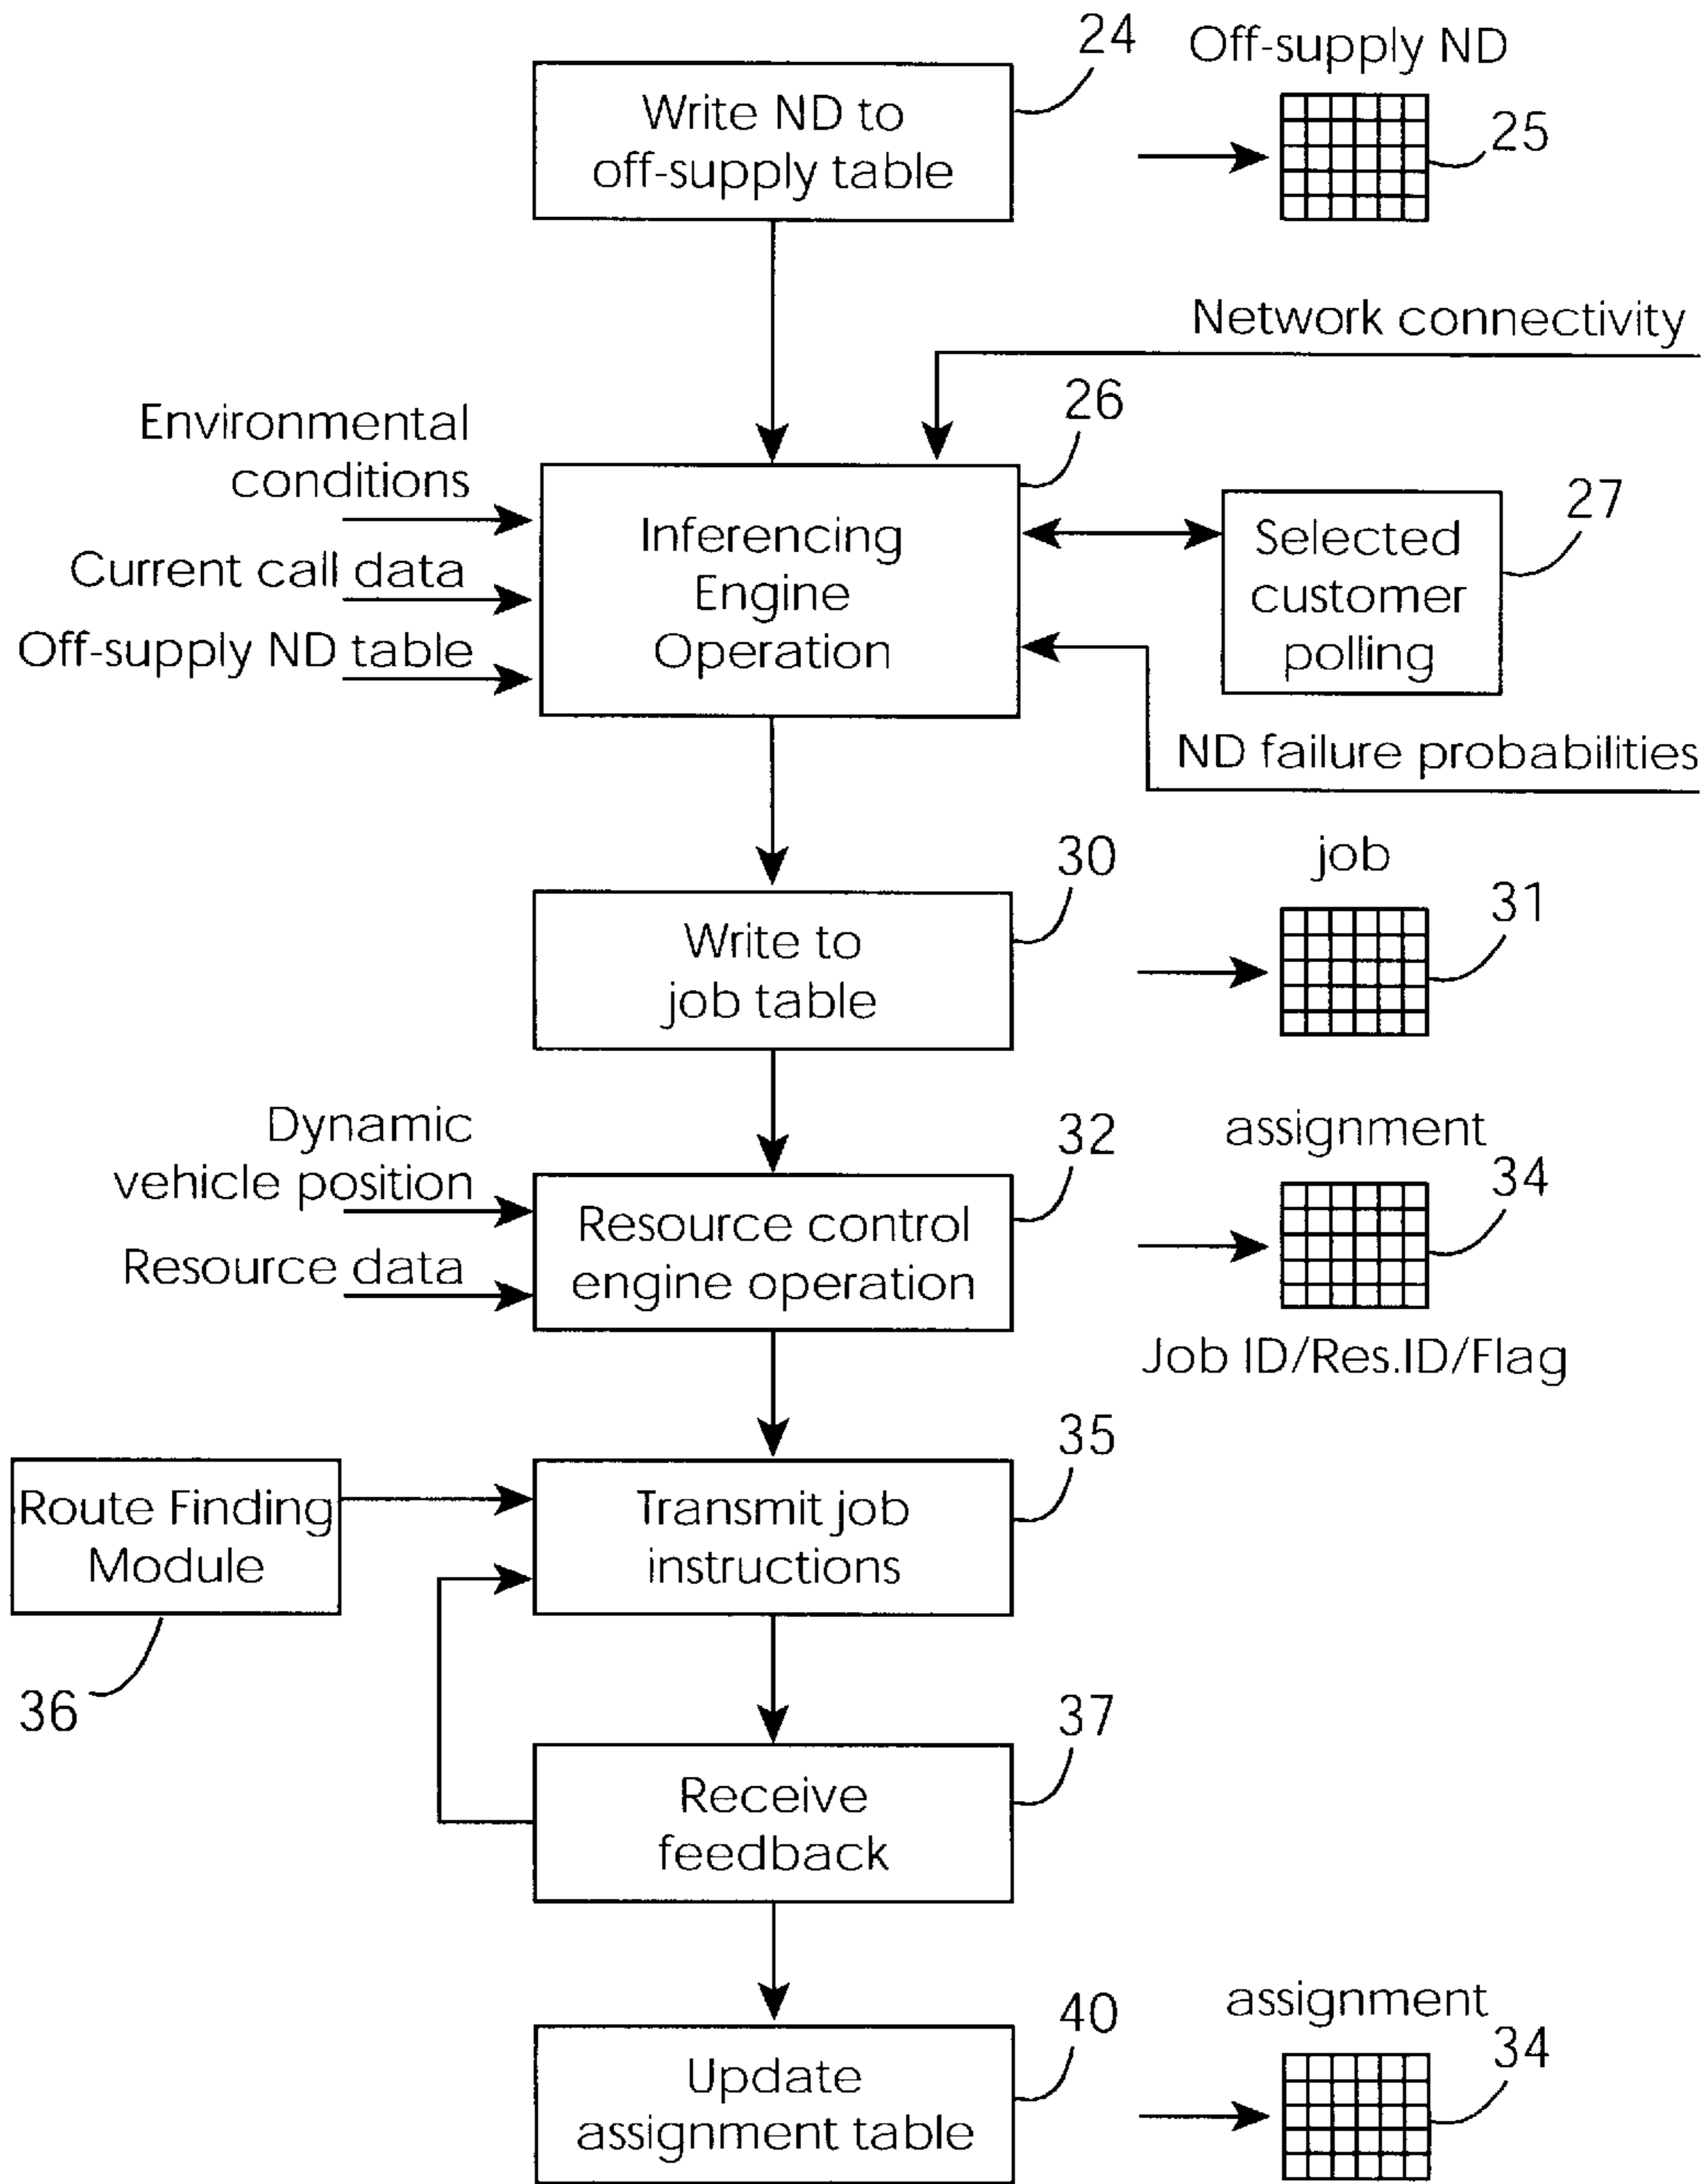 24
Off-supply ND
Write ND to
off-supply table
25
Network connectivity
Environmental
conditions
26
Current call data
Inferencing
Engine
Operation
27
Selected
customer
polling
Off-supply ND table
ND failure probabilities
30
job
Write to
job table
31
Dynamic
vehicle position
32
assignment
Resource control
engine operation
34
Resource data
Job ID/Res.ID/Flag
35
Route Finding
Module
Transmit job
instructions
36
37
Receive
feedback
40
assignment
Update
assignment table
34